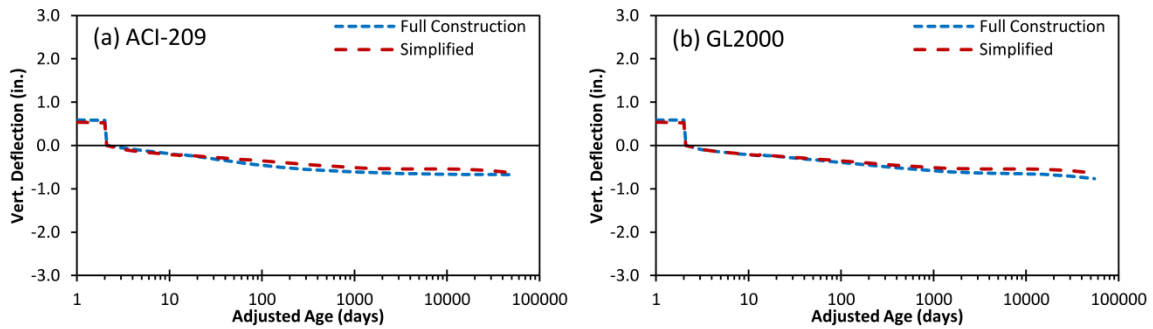 (a) ACI-209
Full Construction
Simplified
Vert. Deflection (in.)
3.0
2.0
1.0
0.0
-1.0
-2.0
-3.0
1 10 100 1000 10000 100000
Adjusted Age (days)
(b) GL2000
Full Construction
Simplified
Vert. Deflection (in.)
3.0
2.0
1.0
0.0
-1.0
-2.0
-3.0
1 10 100 1000 10000 100000
Adjusted Age (days)